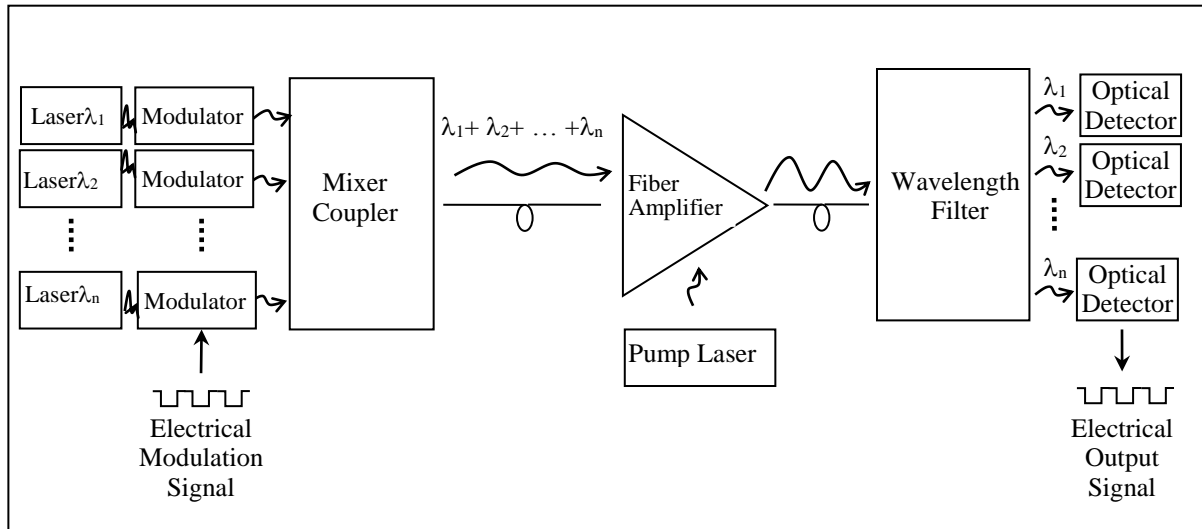 Laserλ1
Modulator
Laserλ2
Modulator
Laserλn
Modulator
Electrical
Modulation
Signal
Mixer
Coupler
λ1+ λ2+ … +λn
Fiber
Amplifier
Pump Laser
Wavelength
Filter
λ1
Optical
Detector
λ2
Optical
Detector
λn
Optical
Detector
Electrical
Output
Signal